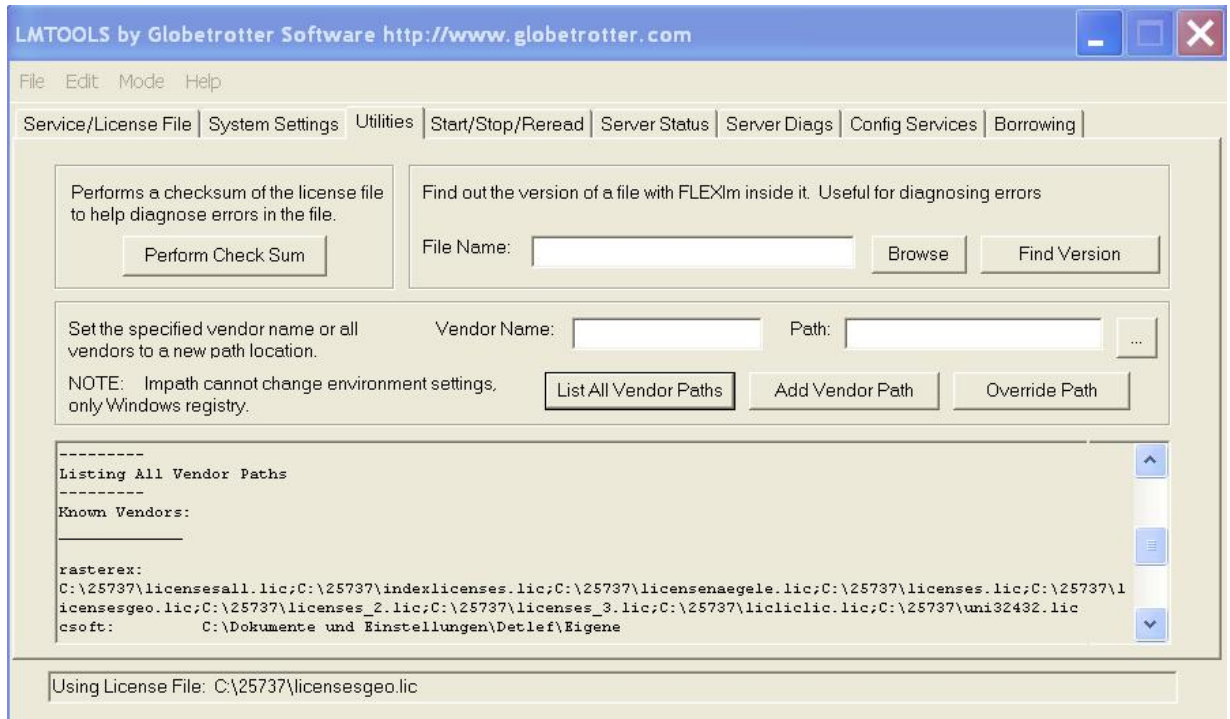 LMTOOLS by Globetrotter Software http://www.globetrotter.com
File Edit Mode Help
Service/License File System Settings Utilities Start/Stop/Reread Server Status Server Diags Config Services Borrowing
Performs a checksum of the license file
to help diagnose errors in the file.
Perform Check Sum
Find out the version of a file with FLEXlm inside it. Useful for diagnosing errors
File Name:
Browse
Find Version
Set the specified vendor name or all
vendors to a new path location.
NOTE: lmpath cannot change environment settings,
only Windows registry.
Vendor Name:
Path:
...
List All Vendor Paths
Add Vendor Path
Override Path
---------
Listing All Vendor Paths
---------
Known Vendors:
_____________
rasterex:
C:\25737\licensesall.lic;C:\25737\indexlicenses.lic;C:\25737\licensenaegele.lic;C:\25737\licenses.lic;C:\25737\l
icensesgeo.lic;C:\25737\licenses_2.lic;C:\25737\licenses_3.lic;C:\25737\licliclic.lic;C:\25737\uni32432.lic
csoft: C:\Dokumente und Einstellungen\Detlef\Eigene
Using License File: C:\25737\licensesgeo.lic